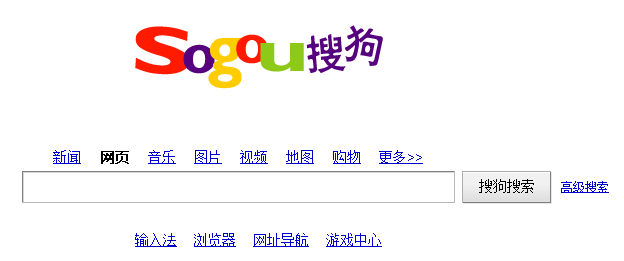 Sogou搜狗
新闻 网页 音乐 图片 视频 地图 购物 更多>>
搜狗搜索 高级搜索
输入法 浏览器 网址导航 游戏中心